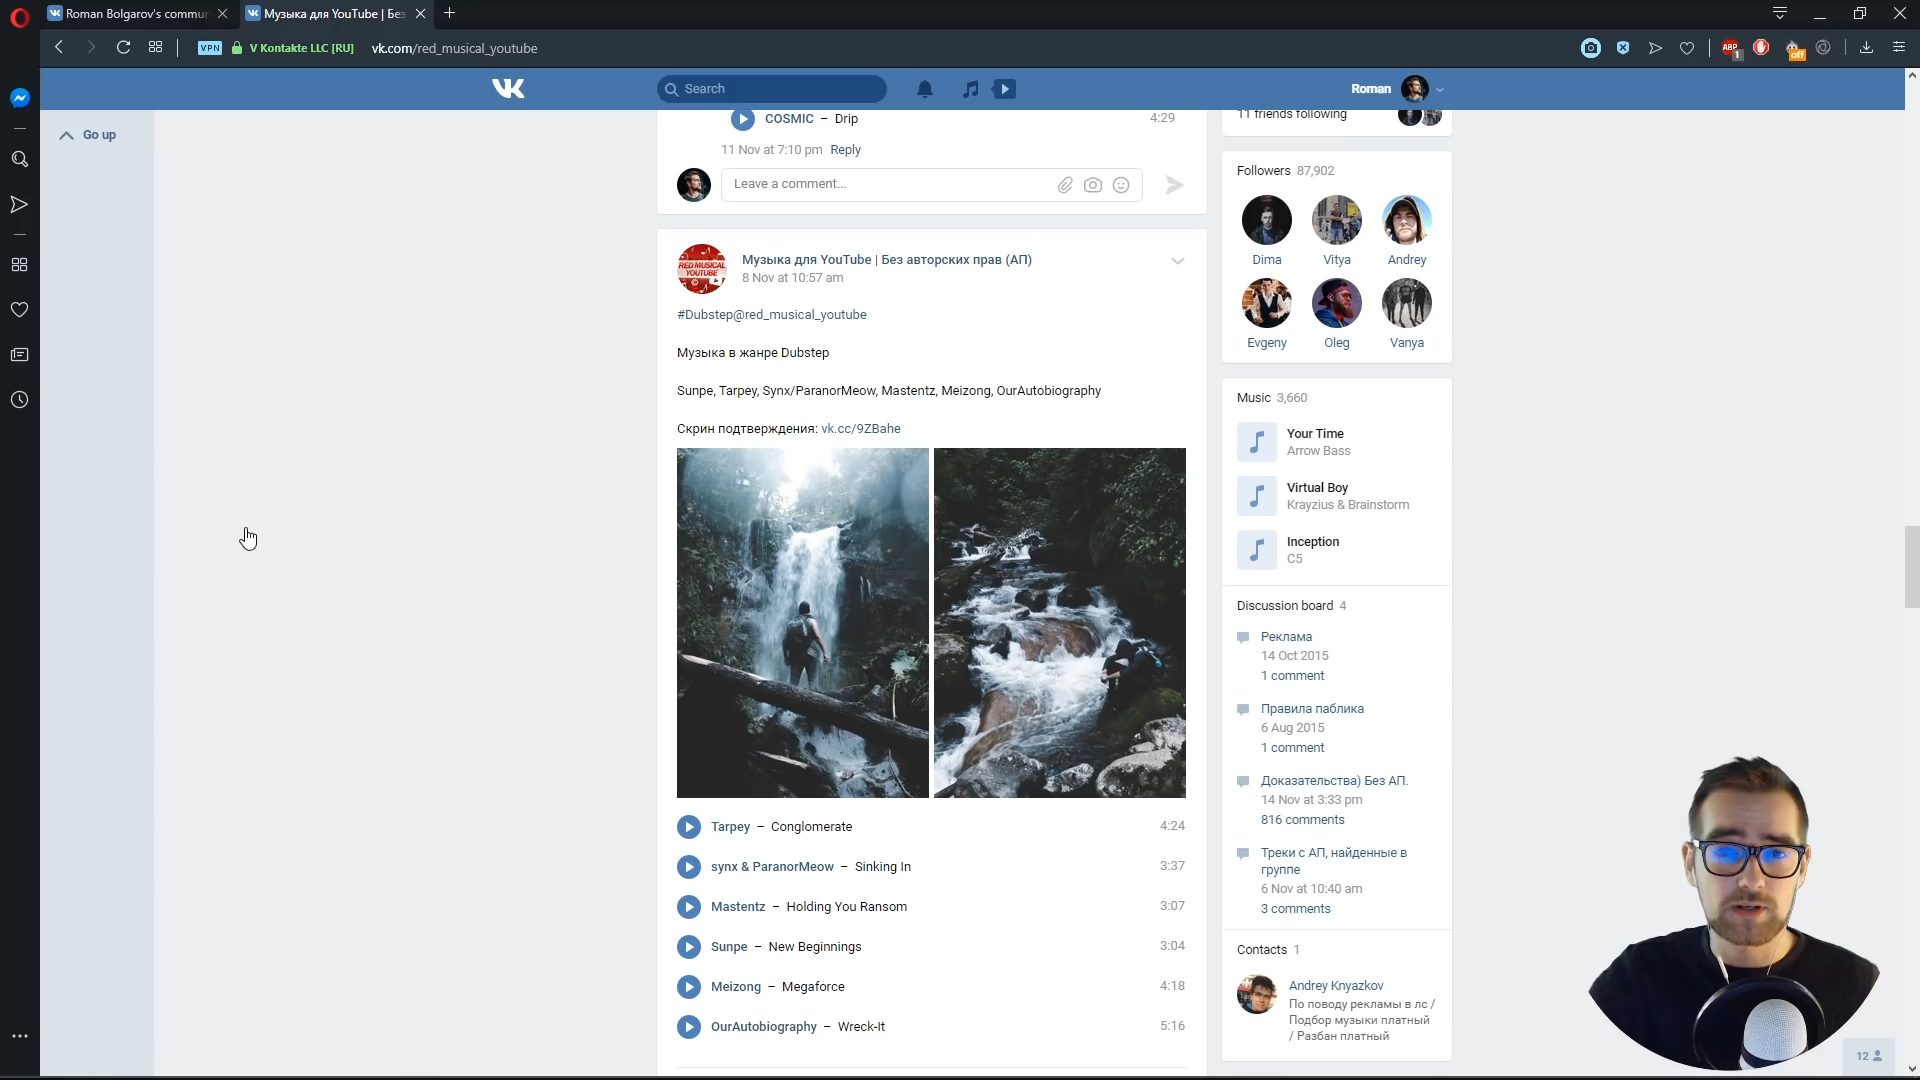 Roman Bolgarov's commun
Музыка для YouTube | Без
VPN
V Kontakte LLC [RU]
vk.com/red_musical_youtube
ABP
1
off
Search
Roman
Go up
COSMIC – Drip
4:29
11 Nov at 7:10 pm Reply
Leave a comment...
Музыка для YouTube | Без авторских прав (АП)
8 Nov at 10:57 am
RED MUSICAL
YOUTUBE
#Dubstep@red_musical_youtube
Музыка в жанре Dubstep
Sunpe, Tarpey, Synx/ParanorMeow, Mastentz, Meizong, OurAutobiography
Скрин подтверждения: vk.cc/9ZBahe
Tarpey – Conglomerate
4:24
synx & ParanorMeow – Sinking In
3:37
Mastentz – Holding You Ransom
3:07
Sunpe – New Beginnings
3:04
Meizong – Megaforce
4:18
OurAutobiography – Wreck-It
5:16
11 friends following
Followers 87,902
Dima
Vitya
Andrey
Evgeny
Oleg
Vanya
Music 3,660
Your Time
Arrow Bass
Virtual Boy
Krayzius & Brainstorm
Inception
C5
Discussion board 4
Реклама
14 Oct 2015
1 comment
Правила паблика
6 Aug 2015
1 comment
Доказательства) Без АП.
14 Nov at 3:33 pm
816 comments
Треки с АП, найденные в
группе
6 Nov at 10:40 am
3 comments
Contacts 1
Andrey Knyazkov
По поводу рекламы в лс /
Подбор музыки платный
/ Разбан платный
12